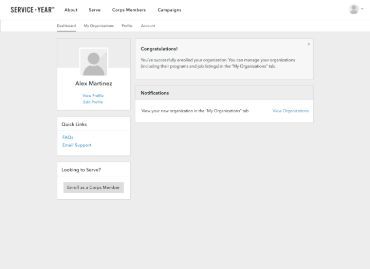 SERVICE YEAR™ About Serve Corps Members Campaigns
Dashboard My Organizations Profile Account
Alex Martinez
View Profile
Edit Profile
Quick Links
FAQs
Email Support
Looking to Serve?
Enroll as a Corps Member
Congratulations! x
You've successfully enrolled your organization. You can manage your organizations
(including their programs and job listings) in the "My Organizations" tab.
Notifications
View your new organization in the "My Organizations" tab View Organizations